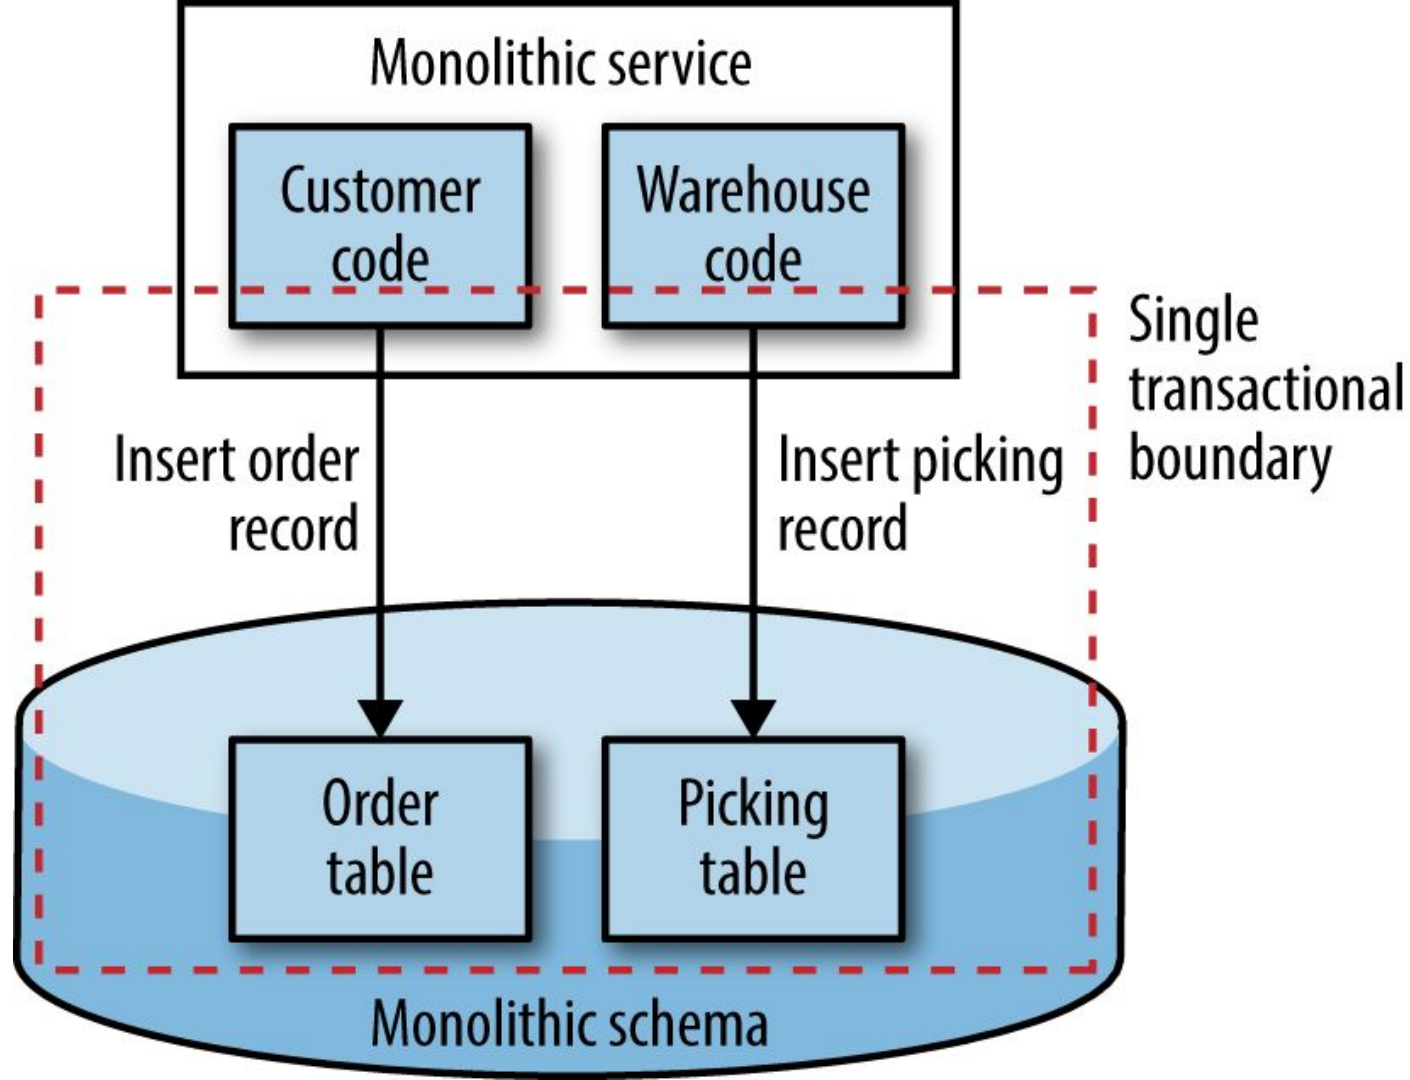 Monolithic service
Customer
code
Warehouse
code
Single
transactional
boundary
Insert order
record
Insert picking
record
Order
table
Picking
table
Monolithic schema